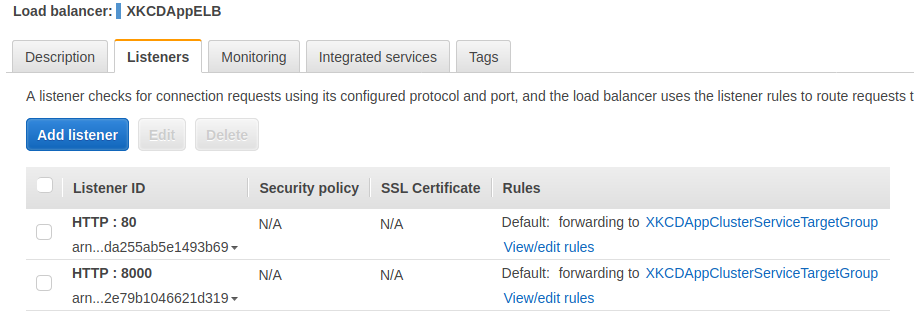 Load balancer: XKCDAppELB
Description Listeners Monitoring Integrated services Tags
A listener checks for connection requests using its configured protocol and port, and the load balancer uses the listener rules to route requests t
Add listener Edit Delete
Listener ID Security policy SSL Certificate Rules
HTTP : 80 N/A N/A Default: forwarding to XKCDAppClusterServiceTargetGroup
arn...da255ab5e1493b69 View/edit rules
HTTP : 8000 N/A N/A Default: forwarding to XKCDAppClusterServiceTargetGroup
arn...2e79b1046621d319 View/edit rules